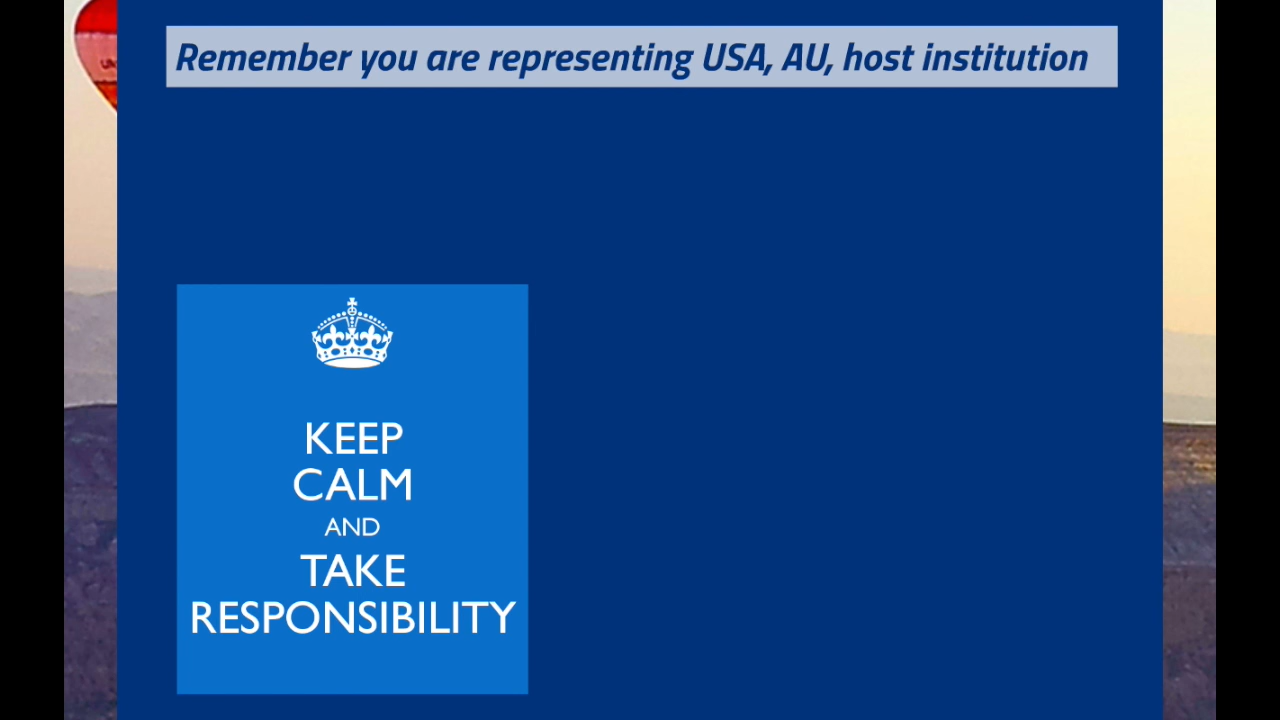 Remember you are representing USA, AU, host institution
KEEP
CALM
AND
TAKE
RESPONSIBILITY